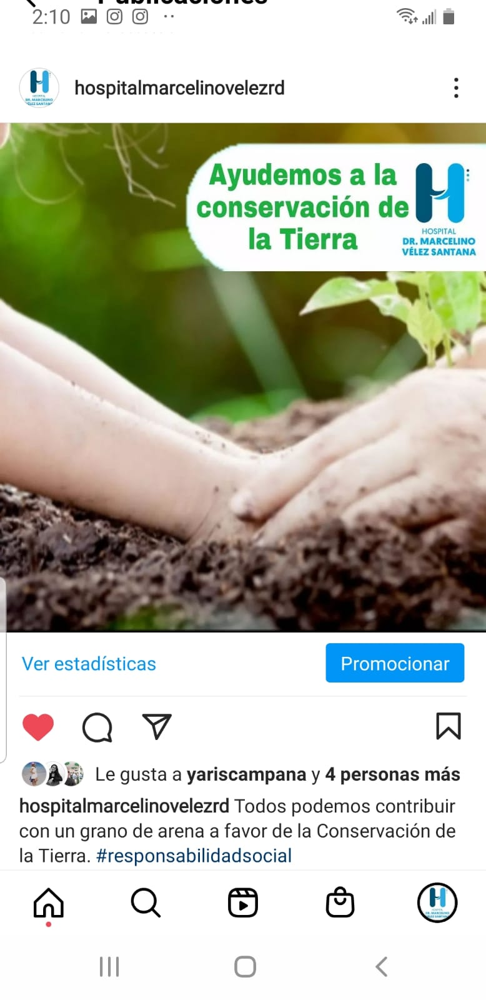 Publicaciones
2:10
hospitalmarcelinovelezrd
Ayudemos a la
conservación de
la Tierra
HOSPITAL
DR. MARCELINO
VÉLEZ SANTANA
Ver estadísticas
Promocionar
Le gusta a yariscampana y 4 personas más
hospitalmarcelinovelezrd Todos podemos contribuir
con un grano de arena a favor de la Conservación de
la Tierra. #responsabilidadsocial